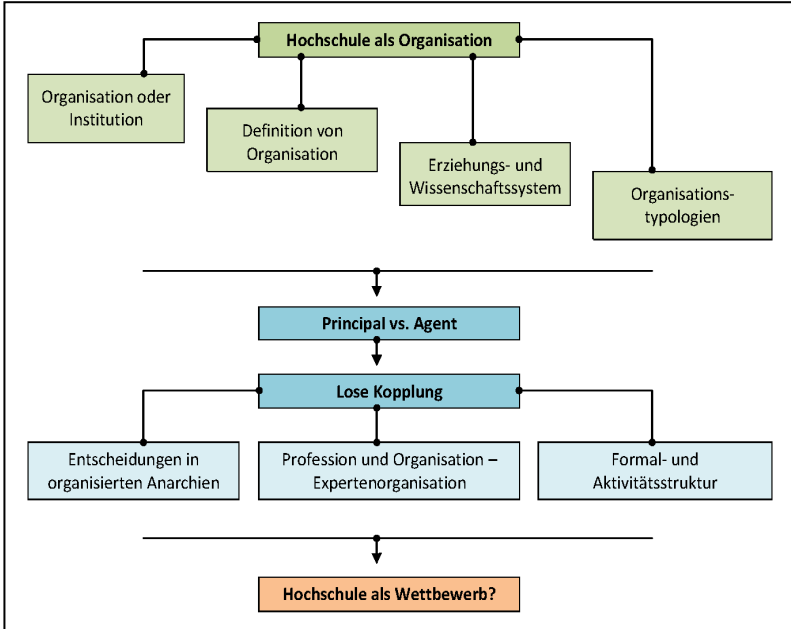 Hochschule als Organisation
Organisation oder
Institution
Definition von
Organisation
Erziehungs- und
Wissenschaftssystem
Organisations-
typologien
Principal vs. Agent
Lose Kopplung
Entscheidungen in
organisierten Anarchien
Profession und Organisation –
Expertenorganisation
Formal- und
Aktivitätsstruktur
Hochschule als Wettbewerb?